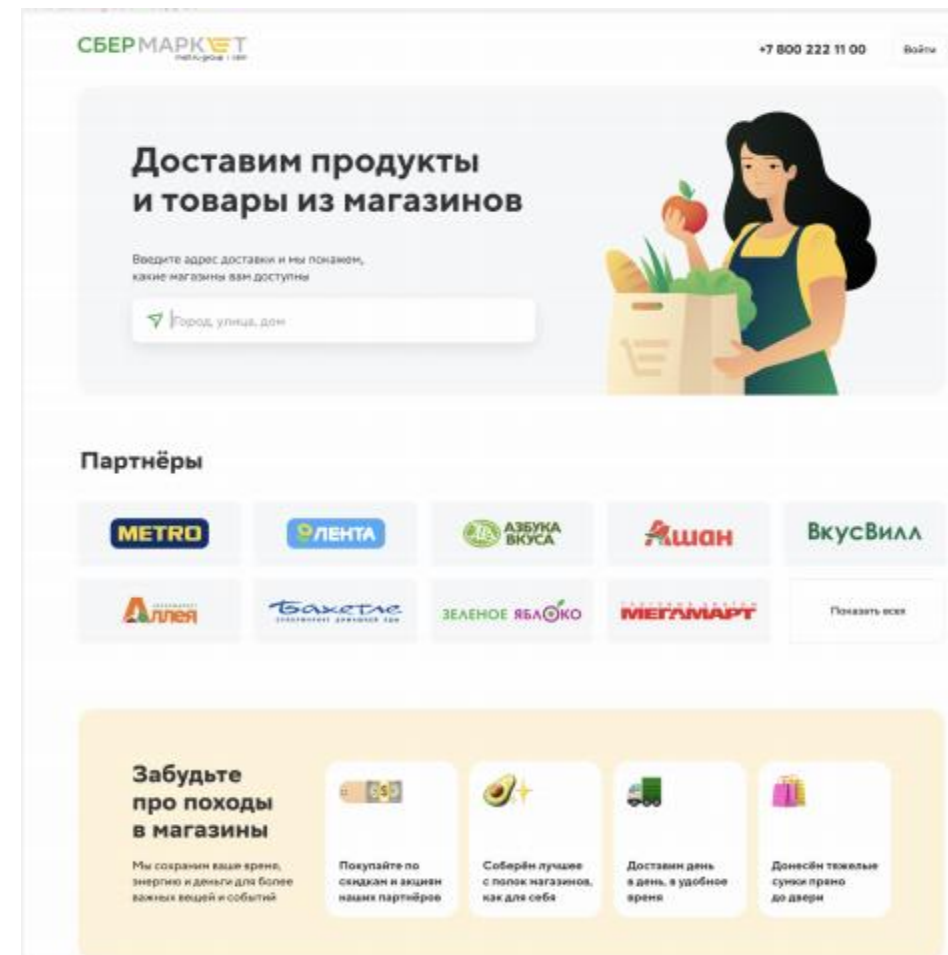 СБЕРМАРКЕТ
+7 800 222 11 00
Войти
Доставим продукты
и товары из магазинов
Введите адрес доставки и мы покажем,
какие магазины вам доступны
Город, улица, дом
Партнёры
METRO
ЛЕНТА
АЗБУКА
ВКУСА
Ашан
ВкусВилл
Аллея
Бахетле
ЗЕЛЕНОЕ ЯБЛОКО
МЕГАМАРТ
Показать всех
Забудьте
про походы
в магазины
Мы сохраним ваше время,
энергию и деньги для более
важных вещей и событий
Покупайте по
скидкам и акциям
наших партнёров
Соберём лучшее
с полок магазинов,
как для себя
Доставим день
в день, в удобное
время
Донесём тяжелые
сумки прямо
до двери